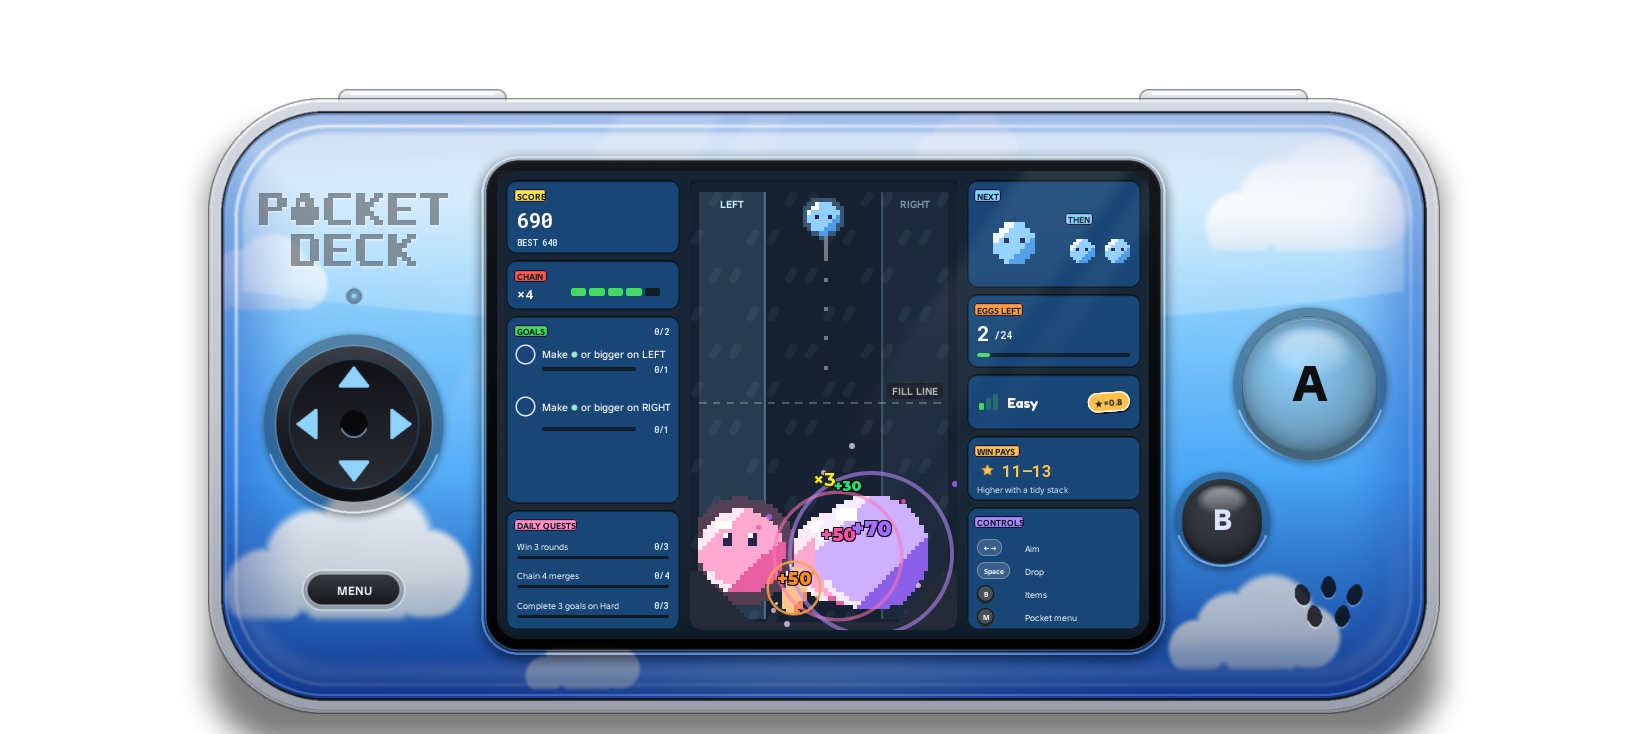 POCKET
DECK
MENU
SCORE
690
BEST 640
CHAIN
×4
GOALS 0/2
Make ● or bigger on LEFT
0/1
Make ● or bigger on RIGHT
0/1
DAILY QUESTS
Win 3 rounds 0/3
Chain 4 merges 0/4
Complete 3 goals on Hard 0/3
LEFT
RIGHT
FILL LINE
×3
+30
+50
+70
+50
NEXT
THEN
EGGS LEFT
2 /24
Easy ★×0.8
WIN PAYS
★ 11–13
Higher with a tidy stack
CONTROLS
←→ Aim
Space Drop
B Items
M Pocket menu
A
B